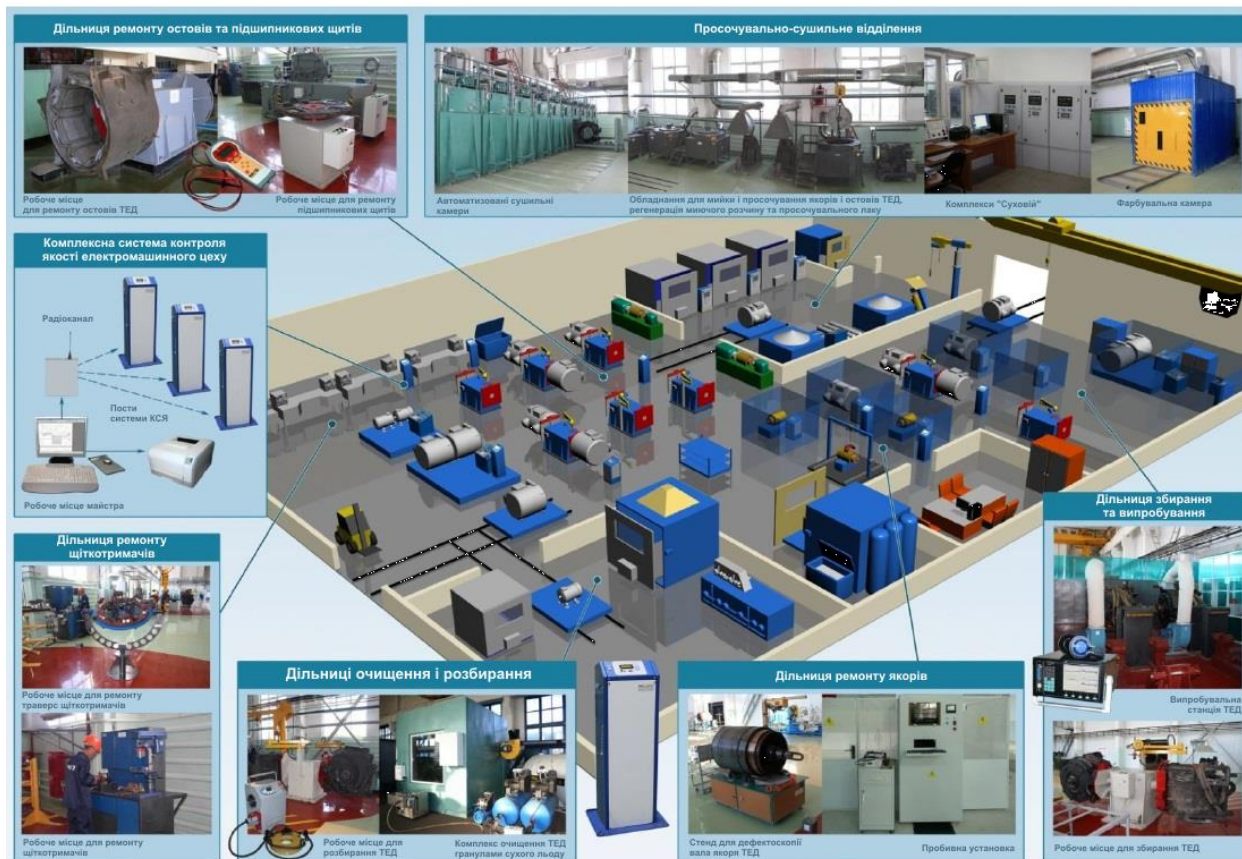 Дільниця ремонту остовів та підшипникових щитів
Робоче місце
для ремонту остовів ТЕД
Робоче місце для ремонту
підшипникових щитів
Просочувально-сушильне відділення
Автоматизовані сушильні
камери
Обладнання для мийки і просочування якорів і остовів ТЕД,
регенерація миючого розчину та просочувального лаку
Комплекси "Суховій"
Фарбувальна камера
Комплексна система контроля
якості електромашинного цеху
Радіоканал
Пости
системи КСЯ
Робоче місце майстра
Дільниця ремонту
щіткотримачів
Робоче місце для ремонту
траверс щіткотримачів
Робоче місце для ремонту
щіткотримачів
Дільниці очищення і розбирання
Робоче місце для
розбирання ТЕД
Комплекс очищення ТЕД
гранулами сухого льоду
Дільниця ремонту якорів
Стенд для дефектоскопії
вала якоря ТЕД
Пробивна установка
Дільниця збирання
та випробування
Випробувальна
станція ТЕД
Робоче місце для збирання ТЕД